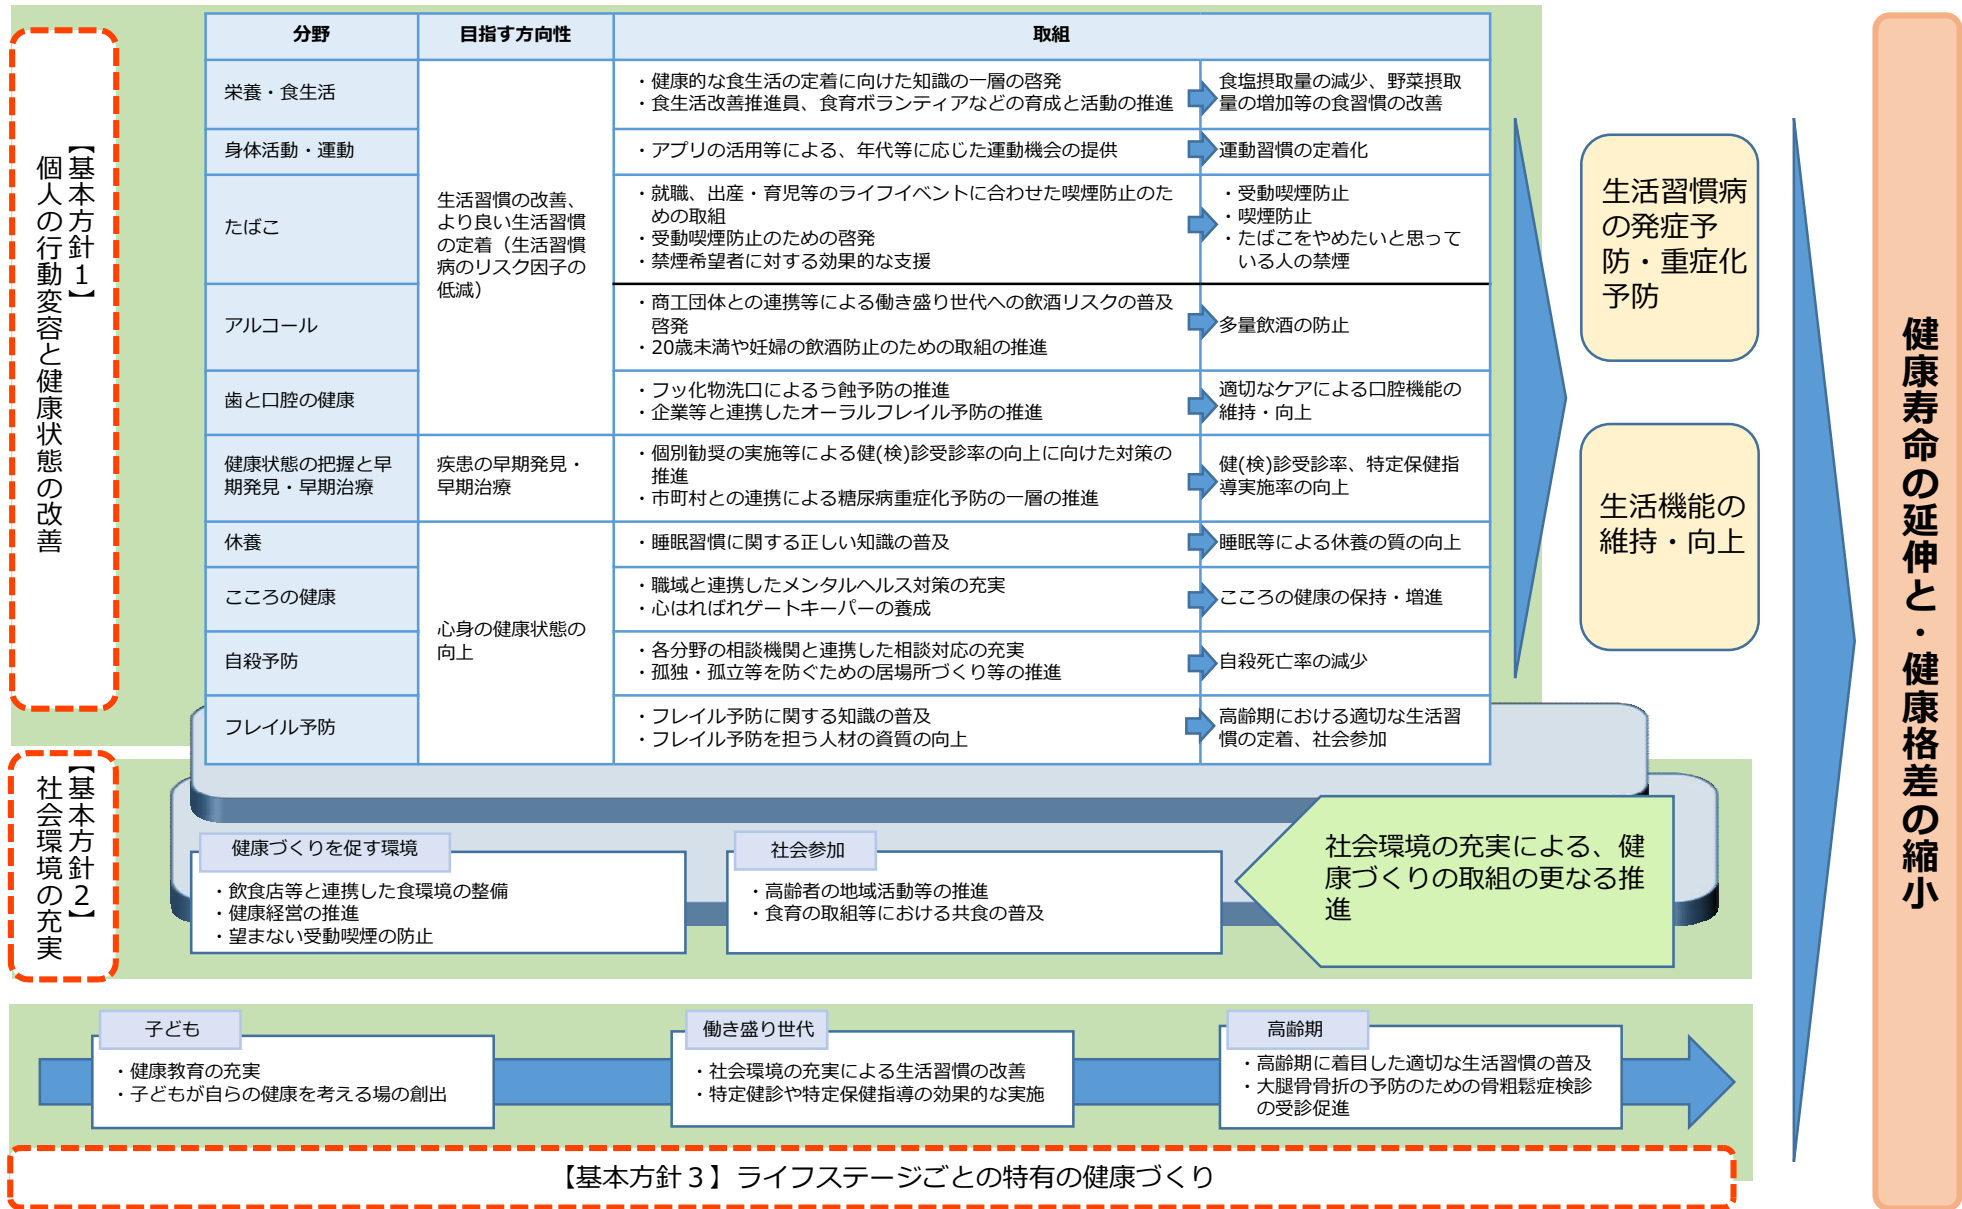 【基本方針１】
個人の行動変容と健康状態の改善
分野
目指す方向性
取組
栄養・食生活
・健康的な食生活の定着に向けた知識の一層の啓発
・食生活改善推進員、食育ボランティアなどの育成と活動の推進
食塩摂取量の減少、野菜摂取
量の増加等の食習慣の改善
身体活動・運動
・アプリの活用等による、年代等に応じた運動機会の提供
運動習慣の定着化
生活習慣の改善、
より良い生活習慣
の定着（生活習慣
病のリスク因子の
低減）
たばこ
・就職、出産・育児等のライフイベントに合わせた喫煙防止のた
めの取組
・受動喫煙防止のための啓発
・禁煙希望者に対する効果的な支援
・受動喫煙防止
・喫煙防止
・たばこをやめたいと思って
いる人の禁煙
アルコール
・商工団体との連携等による働き盛り世代への飲酒リスクの普及
啓発
・20歳未満や妊婦の飲酒防止のための取組の推進
多量飲酒の防止
歯と口腔の健康
・フッ化物洗口によるう蝕予防の推進
・企業等と連携したオーラルフレイル予防の推進
適切なケアによる口腔機能の
維持・向上
健康状態の把握と早
期発見・早期治療
疾患の早期発見・
早期治療
・個別勧奨の実施等による健(検)診受診率の向上に向けた対策の
推進
・市町村との連携による糖尿病重症化予防の一層の推進
健(検)診受診率、特定保健指
導実施率の向上
休養
・睡眠習慣に関する正しい知識の普及
睡眠等による休養の質の向上
こころの健康
・職域と連携したメンタルヘルス対策の充実
・心はればれゲートキーパーの養成
こころの健康の保持・増進
心身の健康状態の
向上
自殺予防
・各分野の相談機関と連携した相談対応の充実
・孤独・孤立等を防ぐための居場所づくり等の推進
自殺死亡率の減少
フレイル予防
・フレイル予防に関する知識の普及
・フレイル予防を担う人材の資質の向上
高齢期における適切な生活習
慣の定着、社会参加
生活習慣病
の発症予
防・重症化
予防
生活機能の
維持・向上
健康寿命の延伸と・健康格差の縮小
【基本方針２】
社会環境の充実
健康づくりを促す環境
・飲食店等と連携した食環境の整備
・健康経営の推進
・望まない受動喫煙の防止
社会参加
・高齢者の地域活動等の推進
・食育の取組等における共食の普及
社会環境の充実による、健
康づくりの取組の更なる推
進
子ども
・健康教育の充実
・子どもが自らの健康を考える場の創出
働き盛り世代
・社会環境の充実による生活習慣の改善
・特定健診や特定保健指導の効果的な実施
高齢期
・高齢期に着目した適切な生活習慣の普及
・大腿骨骨折の予防のための骨粗鬆症検診
の受診促進
【基本方針３】ライフステージごとの特有の健康づくり